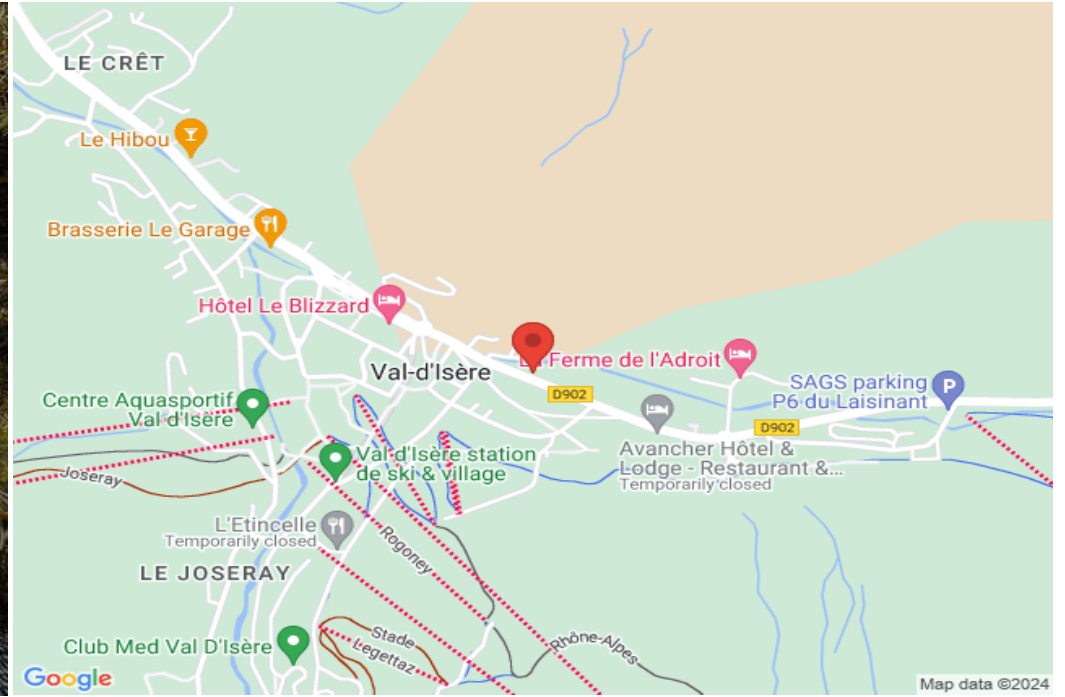 LE CRÊT
Le Hibou
Brasserie Le Garage
Hôtel Le Blizzard
Val-d'Isère
Ferme de l'Adroit
D902
SAGS parking
P6 du Laisinant
P
D902
Centre Aquasportif
Val d'Isère
Avancher Hôtel &
Lodge - Restaurant &...
Temporarily closed
Val d'Isère station
de ski & village
Joseray
L'Etincelle
Temporarily closed
Rogoney
LE JOSERAY
Rhône-Alpes
Stade
Legettaz
Club Med Val D'Isère
Google
Map data ©2024